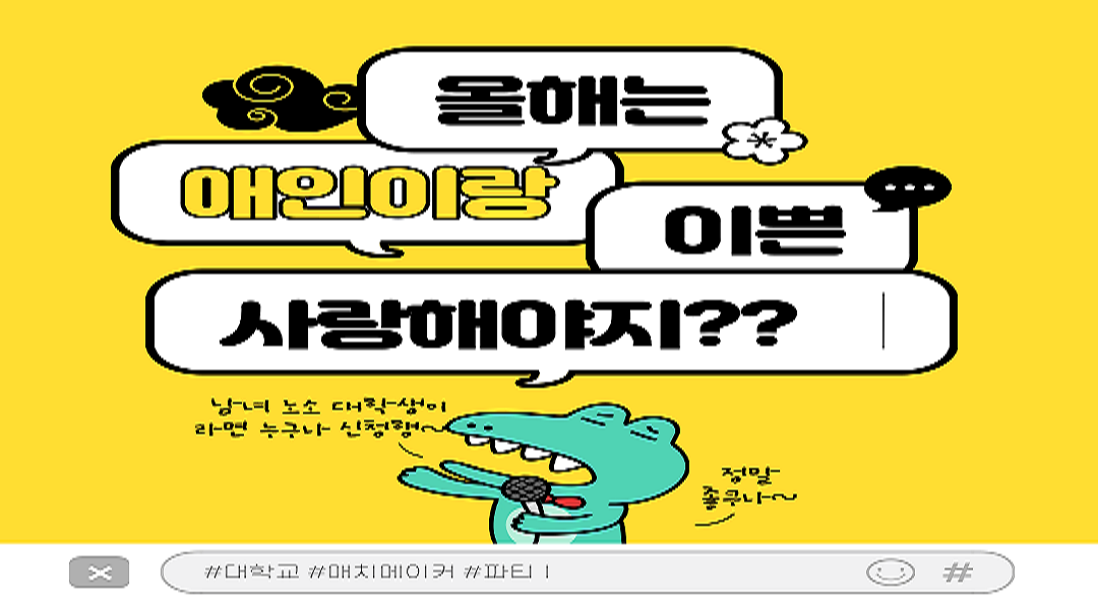 올해는
애인이랑
이쁜
사랑해야지??
남녀 노소 대학생이
라면 누구나 신청행~
정말
좋구나~
#대학교 #매치메이커 #파티
#